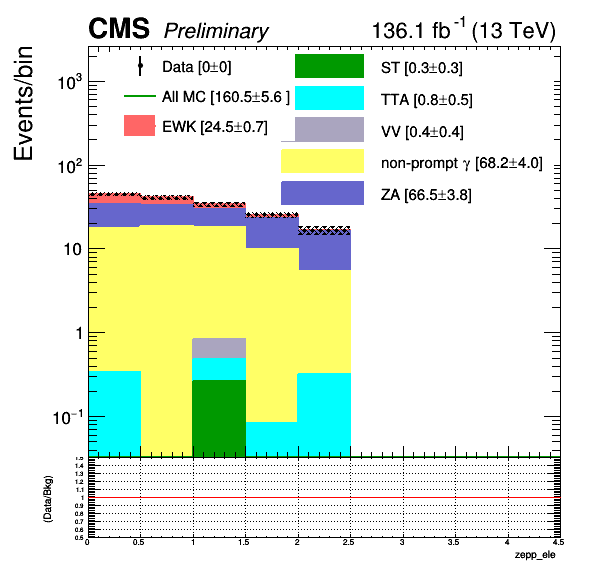 CMS Preliminary 136.1 fb⁻¹ (13 TeV)
Events/bin
Data [0±0]
All MC [160.5±5.6 ]
EWK [24.5±0.7]
ST [0.3±0.3]
TTA [0.8±0.5]
VV [0.4±0.4]
non-prompt γ [68.2±4.0]
ZA [66.5±3.8]
10³
10²
10
1
10⁻¹
(Data/Bkg)
1.5
1.4
1.3
1.2
1.1
1
0.9
0.8
0.7
0.6
0.5
0 0.5 1 1.5 2 2.5 3 3.5 4 4.5
zepp_ele